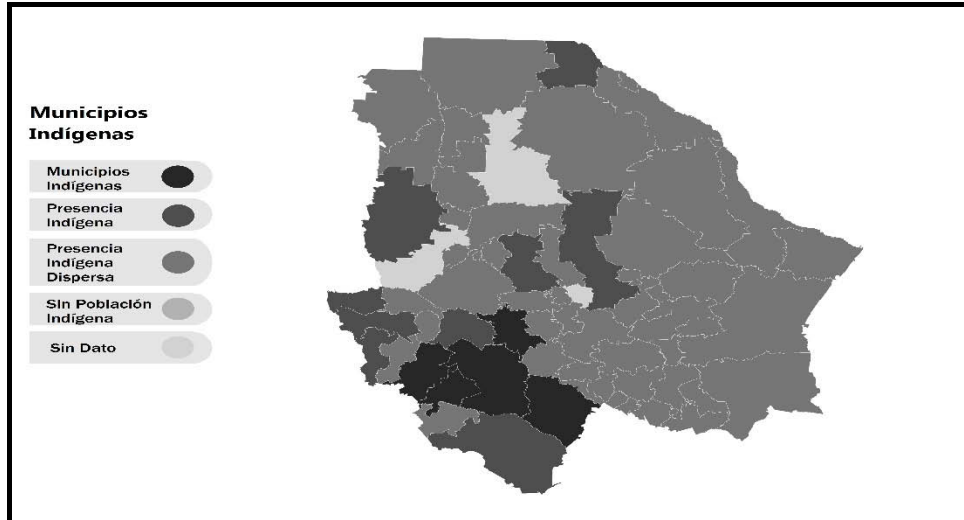 Municipios
Indígenas
Municipios
Indígenas
Presencia
Indígena
Presencia
Indígena
Dispersa
Sin Población
Indígena
Sin Dato